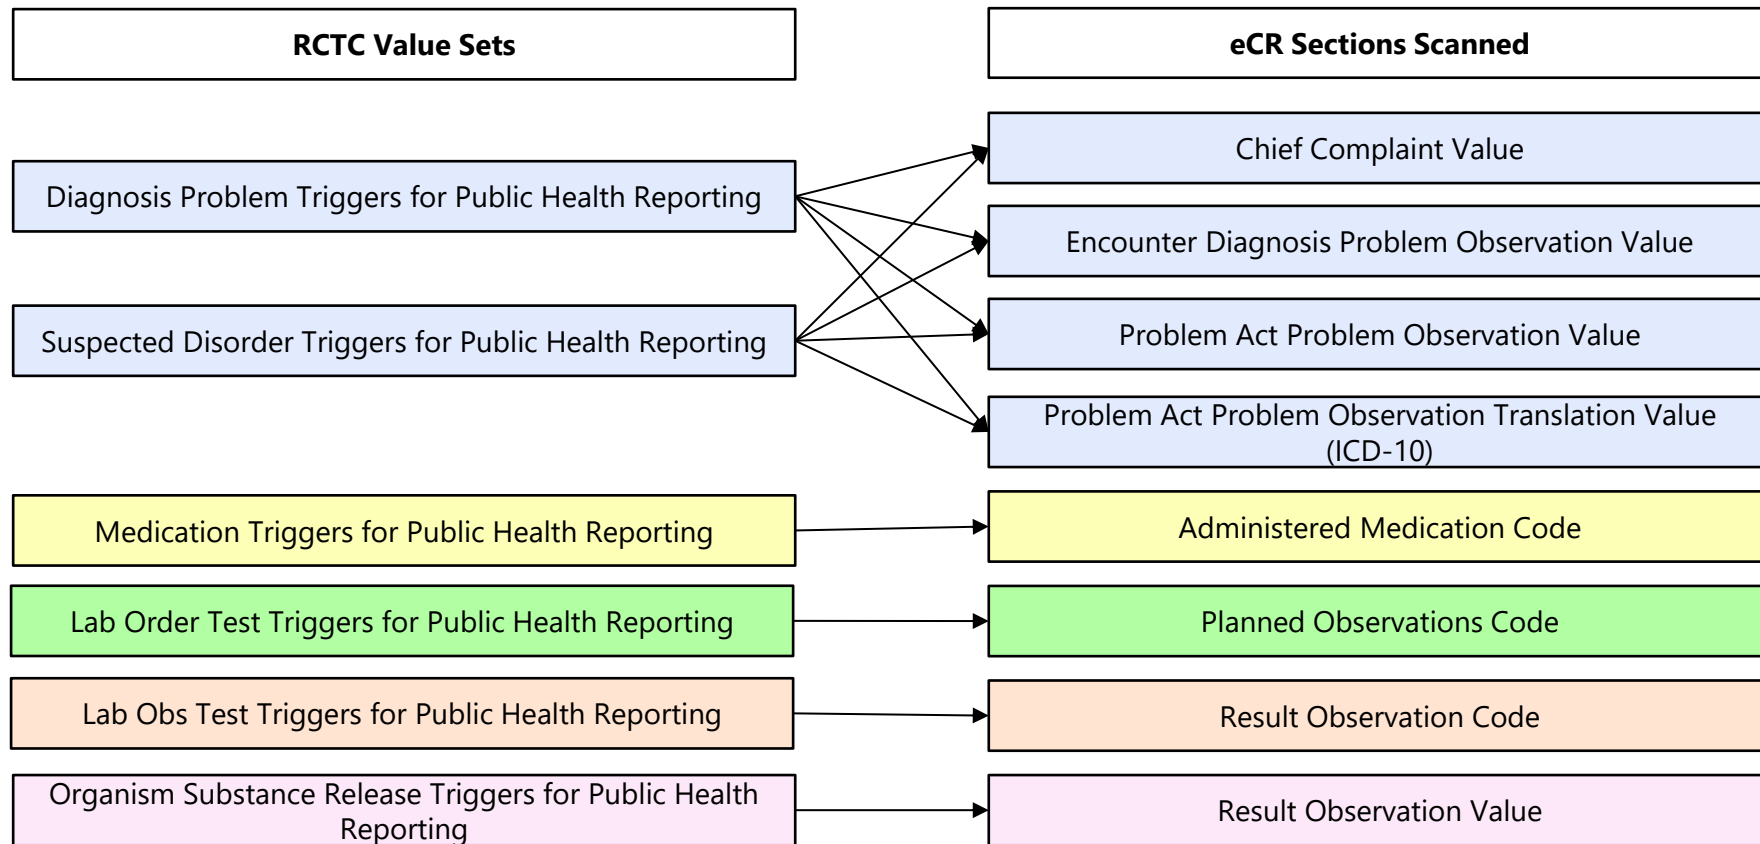 RCTC Value Sets
eCR Sections Scanned
Diagnosis Problem Triggers for Public Health Reporting
Suspected Disorder Triggers for Public Health Reporting
Chief Complaint Value
Encounter Diagnosis Problem Observation Value
Problem Act Problem Observation Value
Problem Act Problem Observation Translation Value
(ICD-10)
Medication Triggers for Public Health Reporting
Administered Medication Code
Lab Order Test Triggers for Public Health Reporting
Planned Observations Code
Lab Obs Test Triggers for Public Health Reporting
Result Observation Code
Organism Substance Release Triggers for Public Health
Reporting
Result Observation Value